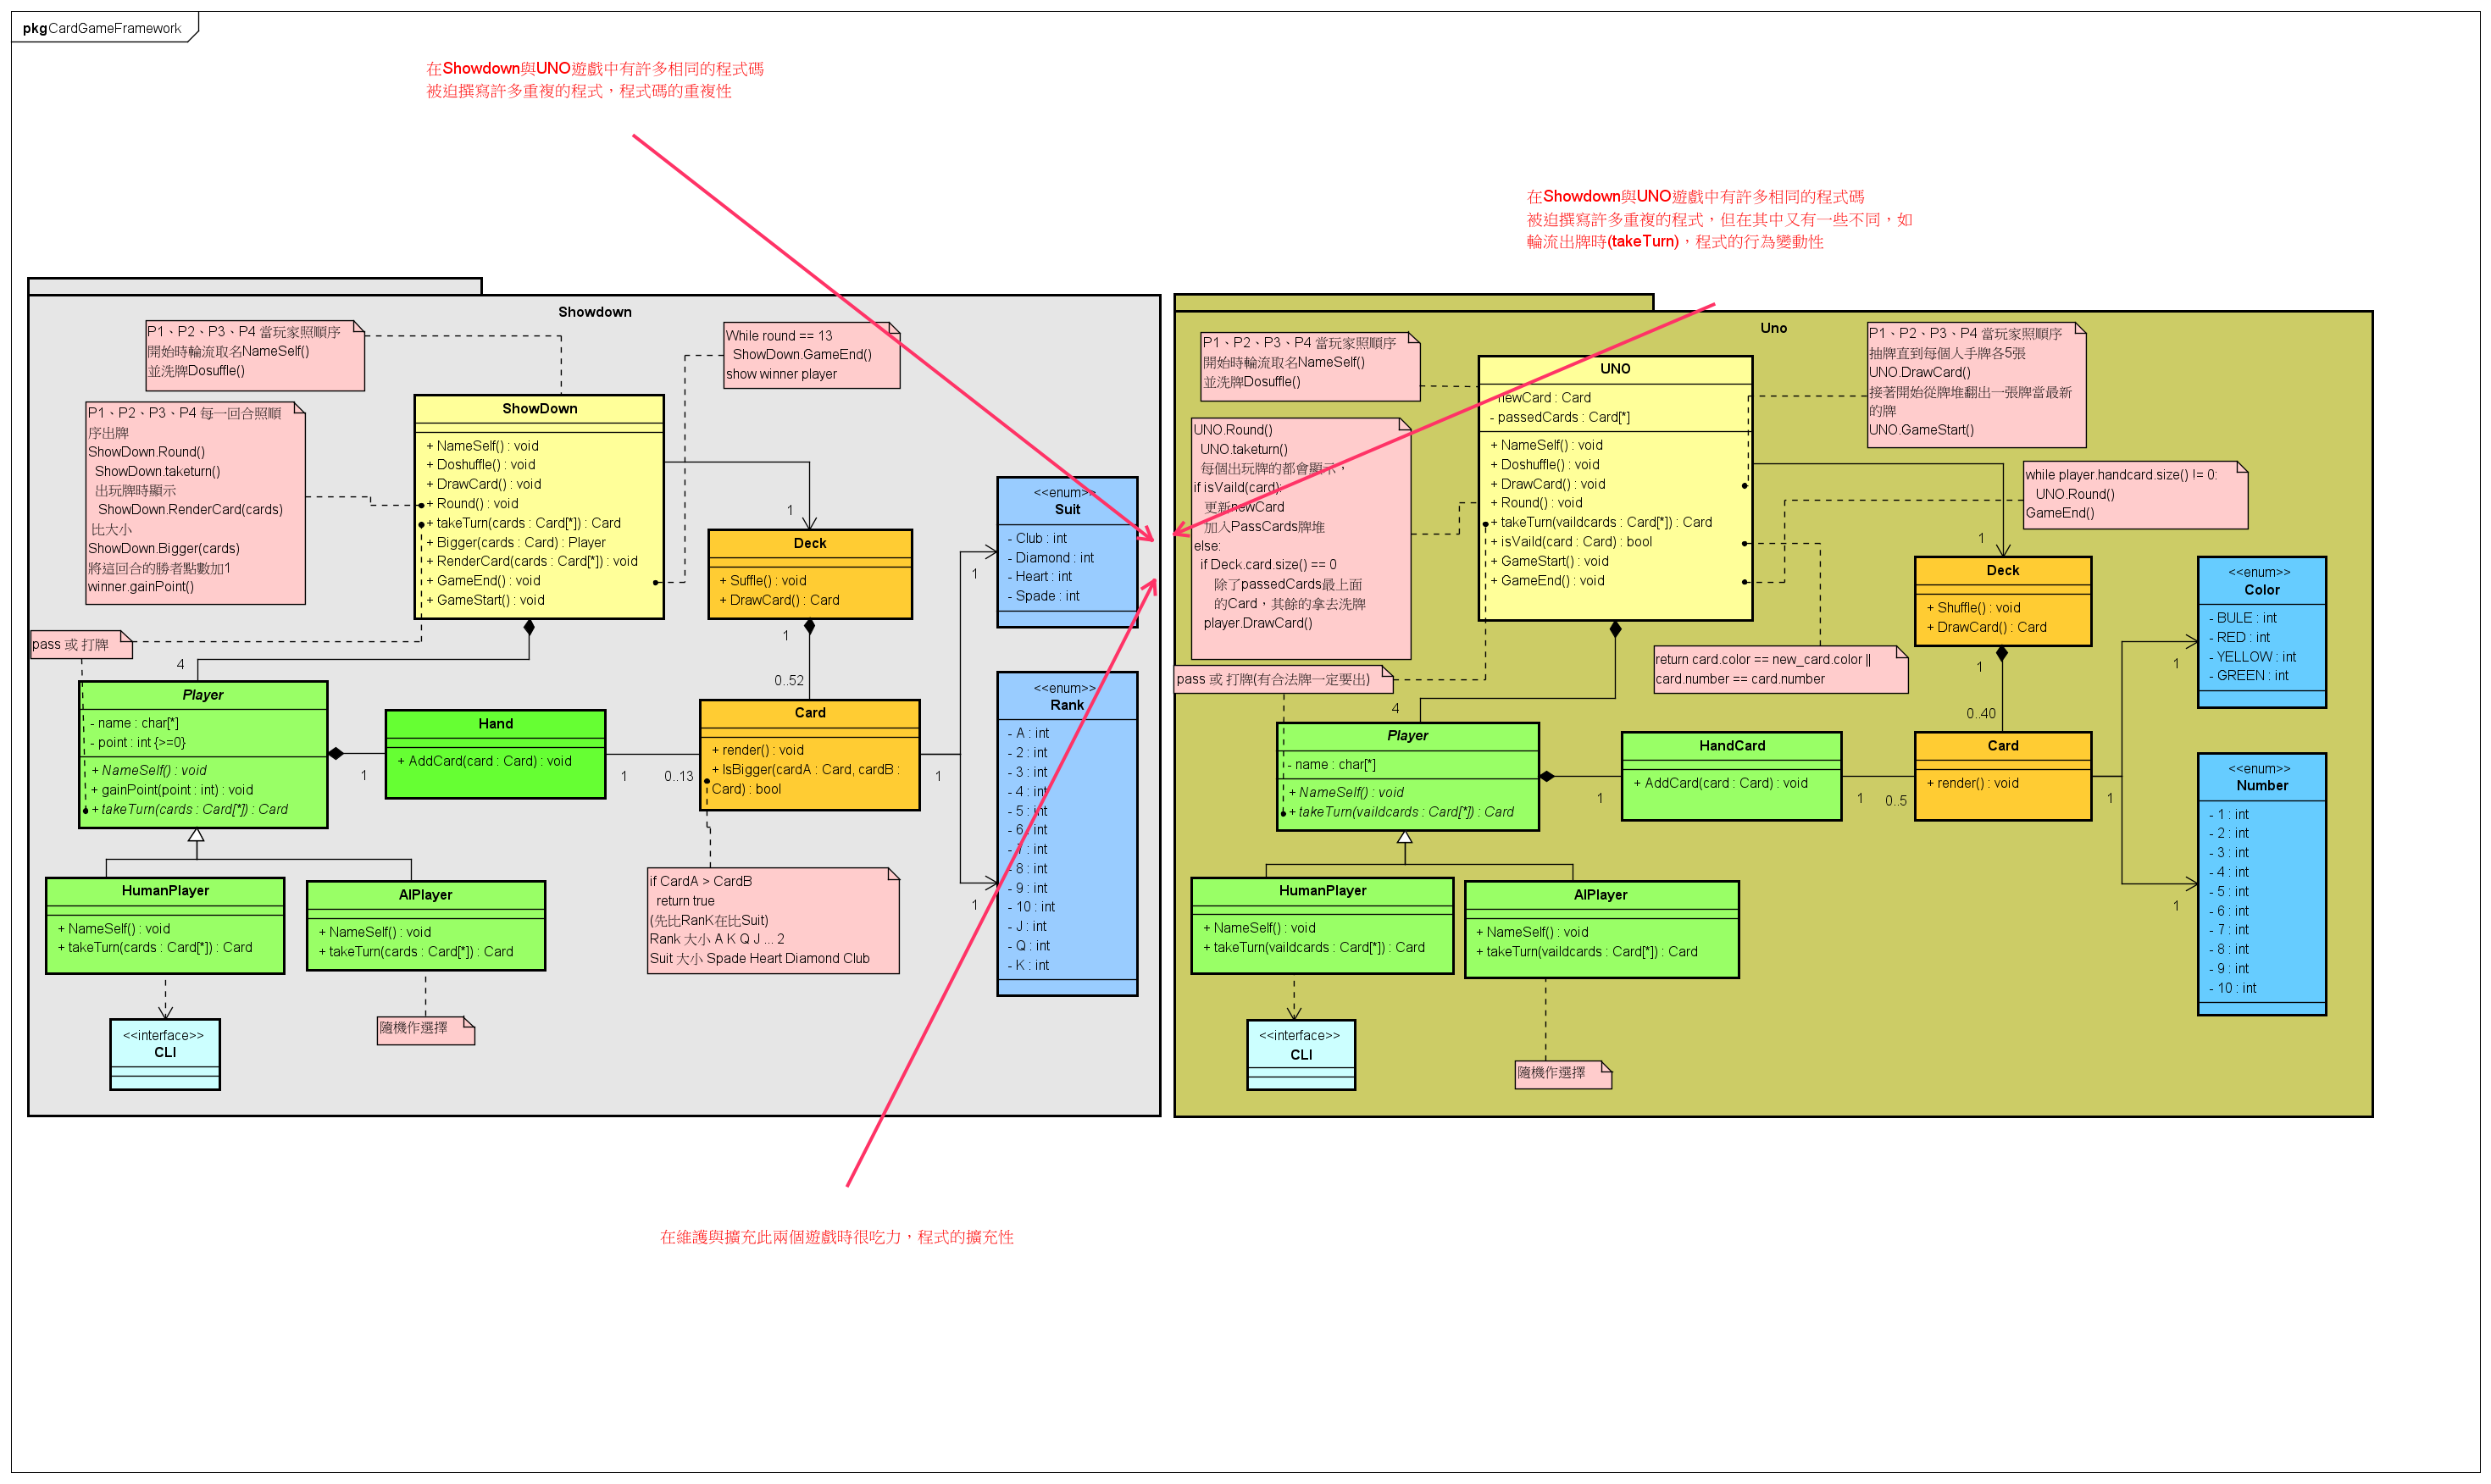 pkg CardGameFramework
在Showdown與UNO遊戲中有許多相同的程式碼
被迫撰寫許多重複的程式，程式碼的重複性
在Showdown與UNO遊戲中有許多相同的程式碼
被迫撰寫許多重複的程式，但在其中又有一些不同，如
輪流出牌時(takeTurn)，程式的行為變動性
Showdown
P1、P2、P3、P4 當玩家照順序
開始時輪流取名NameSelf()
並洗牌Dosuffle()
While round == 13
ShowDown.GameEnd()
show winner player
P1、P2、P3、P4 每一回合照順
序出牌
ShowDown.Round()
ShowDown.taketurn()
出玩牌時顯示
ShowDown.RenderCard(cards)
比大小
ShowDown.Bigger(cards)
將這回合的勝者點數加1
winner.gainPoint()
ShowDown
+ NameSelf() : void
+ Doshuffle() : void
+ DrawCard() : void
+ Round() : void
+ takeTurn(cards : Card[*]) : Card
+ Bigger(cards : Card) : Player
+ RenderCard(cards : Card[*]) : void
+ GameEnd() : void
+ GameStart() : void
1
Deck
+ Suffle() : void
+ DrawCard() : Card
1
0..52
<<enum>>
Suit
- Club : int
- Diamond : int
- Heart : int
- Spade : int
1
pass 或 打牌
4
Player
- name : char[*]
- point : int {>=0}
+ NameSelf() : void
+ gainPoint(point : int) : void
+ takeTurn(cards : Card[*]) : Card
1
Hand
+ AddCard(card : Card) : void
1
0..13
Card
+ render() : void
+ IsBigger(cardA : Card, cardB :
Card) : bool
1
<<enum>>
Rank
- A : int
- 2 : int
- 3 : int
- 4 : int
- 5 : int
- 6 : int
- 7 : int
- 8 : int
- 9 : int
- 10 : int
- J : int
- Q : int
- K : int
1
HumanPlayer
+ NameSelf() : void
+ takeTurn(cards : Card[*]) : Card
AIPlayer
+ NameSelf() : void
+ takeTurn(cards : Card[*]) : Card
if CardA > CardB
return true
(先比RanK在比Suit)
Rank 大小 A K Q J ... 2
Suit 大小 Spade Heart Diamond Club
<<interface>>
CLI
隨機作選擇
Uno
P1、P2、P3、P4 當玩家照順序
開始時輪流取名NameSelf()
並洗牌Dosuffle()
UNO
newCard : Card
- passedCards : Card[*]
+ NameSelf() : void
+ Doshuffle() : void
+ DrawCard() : void
+ Round() : void
+ takeTurn(vaildcards : Card[*]) : Card
+ isVaild(card : Card) : bool
+ GameStart() : void
+ GameEnd() : void
P1、P2、P3、P4 當玩家照順序
抽牌直到每個人手牌各5張
UNO.DrawCard()
接著開始從牌堆翻出一張牌當最新
的牌
UNO.GameStart()
UNO.Round()
UNO.taketurn()
每個出玩牌的都會顯示，
if isVaild(card):
更新newCard
加入PassCards牌堆
else:
if Deck.card.size() == 0
除了passedCards最上面
的Card，其餘的拿去洗牌
player.DrawCard()
while player.handcard.size() != 0:
UNO.Round()
GameEnd()
1
Deck
+ Shuffle() : void
+ DrawCard() : Card
1
0..40
<<enum>>
Color
- BULE : int
- RED : int
- YELLOW : int
- GREEN : int
1
pass 或 打牌(有合法牌一定要出)
return card.color == new_card.color ||
card.number == card.number
4
Player
- name : char[*]
+ NameSelf() : void
+ takeTurn(vaildcards : Card[*]) : Card
1
HandCard
+ AddCard(card : Card) : void
1
0..5
Card
+ render() : void
1
<<enum>>
Number
- 1 : int
- 2 : int
- 3 : int
- 4 : int
- 5 : int
- 6 : int
- 7 : int
- 8 : int
- 9 : int
- 10 : int
1
HumanPlayer
+ NameSelf() : void
+ takeTurn(vaildcards : Card[*]) : Card
AIPlayer
+ NameSelf() : void
+ takeTurn(vaildcards : Card[*]) : Card
<<interface>>
CLI
隨機作選擇
在維護與擴充此兩個遊戲時很吃力，程式的擴充性